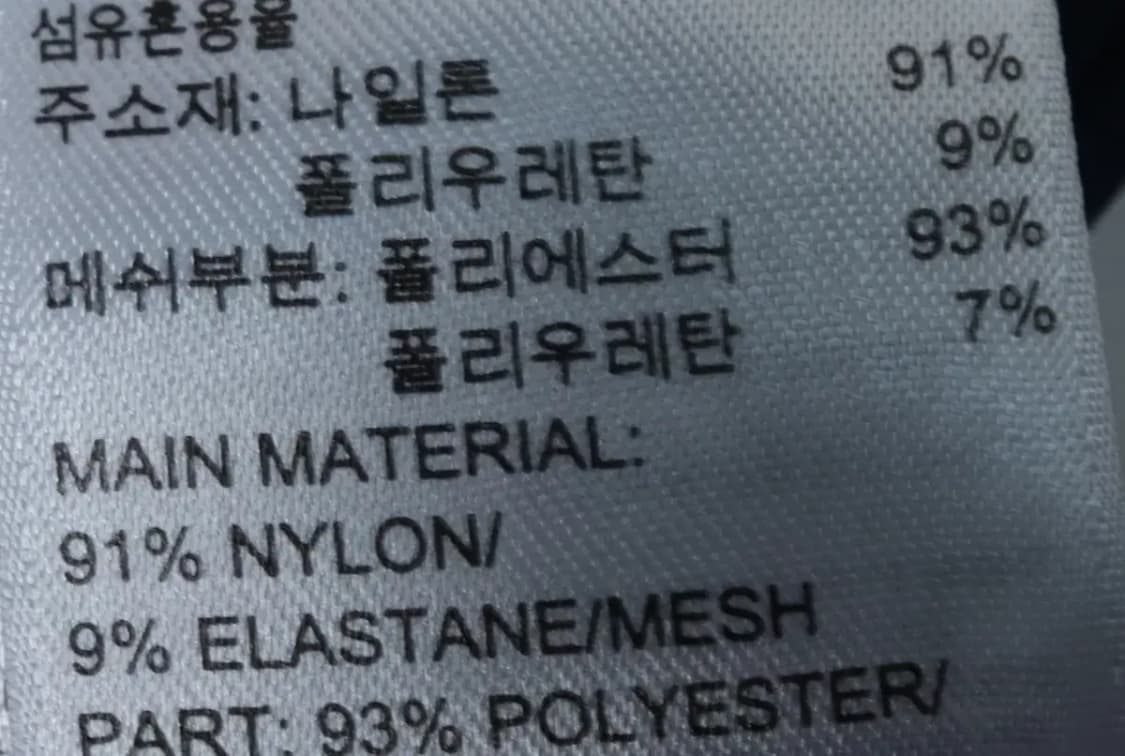 섬유혼용율
주소재: 나일론 91%
폴리우레탄 9%
메쉬부분: 폴리에스터 93%
폴리우레탄 7%
MAIN MATERIAL:
91% NYLON/
9% ELASTANE/MESH
PART: 93% POLYESTER/